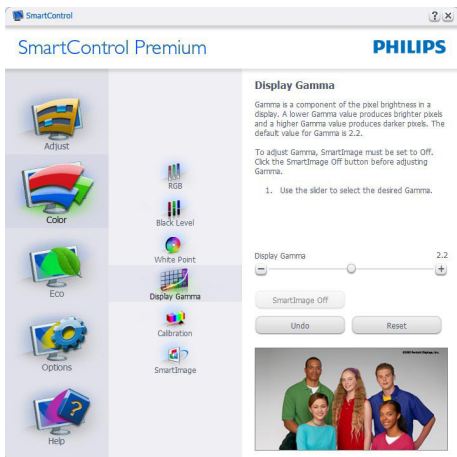 SmartControl
? ×
SmartControl Premium
PHILIPS
Adjust
Color
Eco
Options
Help
RGB
Black Level
White Point
Display Gamma
Calibration
SmartImage
Display Gamma
Gamma is a component of the pixel brightness in a
display. A lower Gamma value produces brighter pixels
and a higher Gamma value produces darker pixels. The
default value for Gamma is 2.2.
To adjust Gamma, SmartImage must be set to Off.
Click the SmartImage Off button before adjusting
Gamma.
1. Use the slider to select the desired Gamma.
Display Gamma 2.2
SmartImage Off
Undo Reset